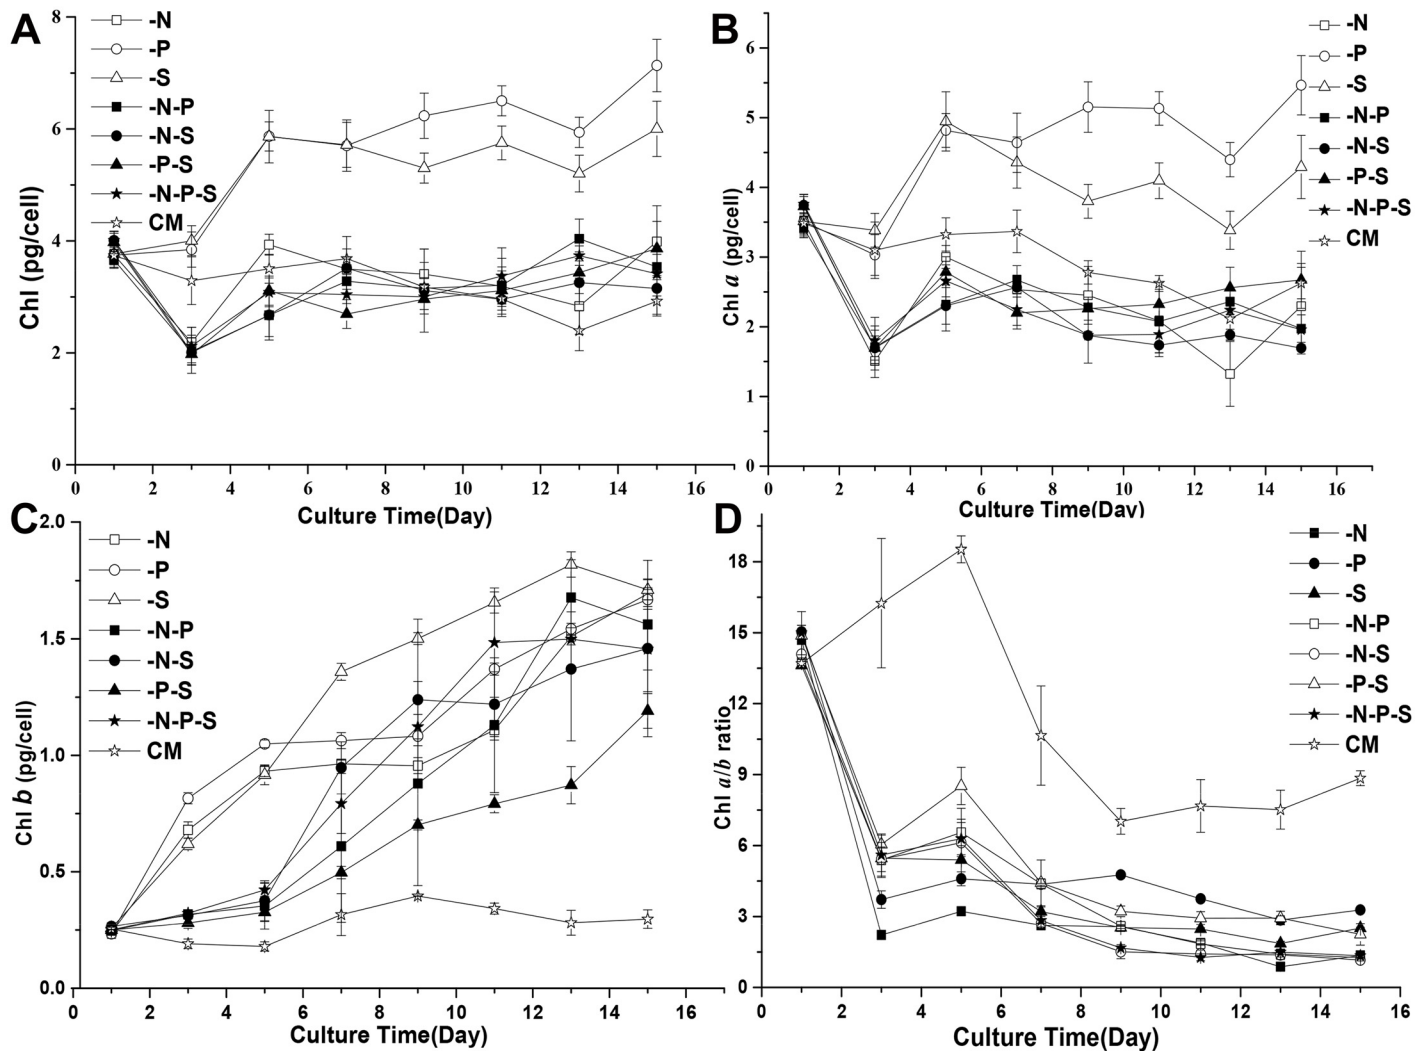 A
8
6
4
2
0
Chl (pg/cell)
-N
-P
-S
-N-P
-N-S
-P-S
-N-P-S
CM
0 2 4 6 8 10 12 14 16
Culture Time(Day)
B
6
5
4
3
2
1
0
Chl a (pg/cell)
-N
-P
-S
-N-P
-N-S
-P-S
-N-P-S
CM
0 2 4 6 8 10 12 14 16
Culture Time(Day)
C
2.0
1.5
1.0
0.5
0.0
Chl b (pg/cell)
-N
-P
-S
-N-P
-N-S
-P-S
-N-P-S
CM
0 2 4 6 8 10 12 14 16
Culture Time(Day)
D
18
15
12
9
6
3
0
Chl a/b ratio
-N
-P
-S
-N-P
-N-S
-P-S
-N-P-S
CM
0 2 4 6 8 10 12 14 16
Culture Time(Day)